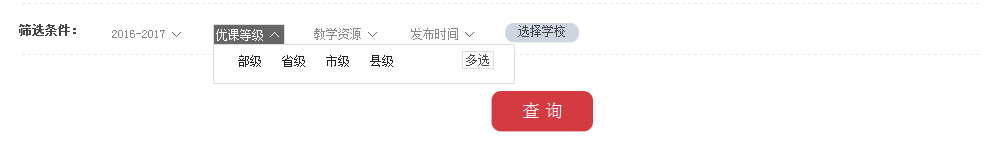 筛选条件： 2016-2017 优课等级 教学资源 发布时间 选择学校
部级 省级 市级 县级 多选
查 询